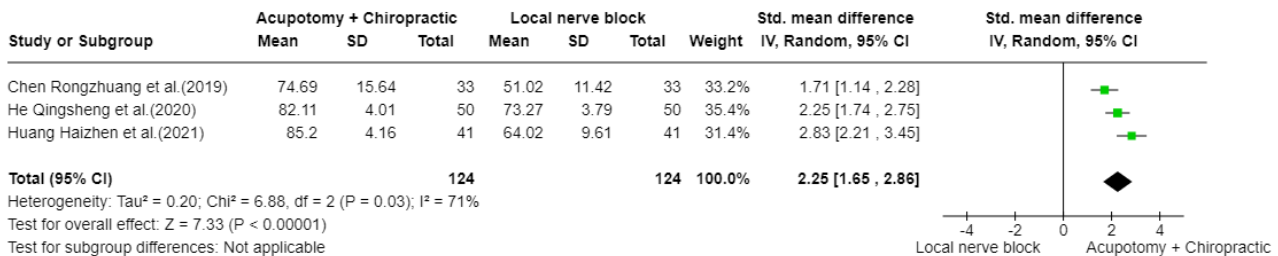 Acupotomy + Chiropractic Local nerve block Std. mean difference Std. mean difference
Study or Subgroup Mean SD Total Mean SD Total Weight IV, Random, 95% CI IV, Random, 95% CI
Chen Rongzhuang et al.(2019) 74.69 15.64 33 51.02 11.42 33 33.2% 1.71 [1.14 , 2.28]
He Qingsheng et al.(2020) 82.11 4.01 50 73.27 3.79 50 35.4% 2.25 [1.74 , 2.75]
Huang Haizhen et al.(2021) 85.2 4.16 41 64.02 9.61 41 31.4% 2.83 [2.21 , 3.45]
Total (95% CI) 124 124 100.0% 2.25 [1.65 , 2.86]
Heterogeneity: Tau² = 0.20; Chi² = 6.88, df = 2 (P = 0.03); I² = 71%
Test for overall effect: Z = 7.33 (P < 0.00001)
-4 -2 0 2 4
Test for subgroup differences: Not applicable Local nerve block Acupotomy + Chiropractic